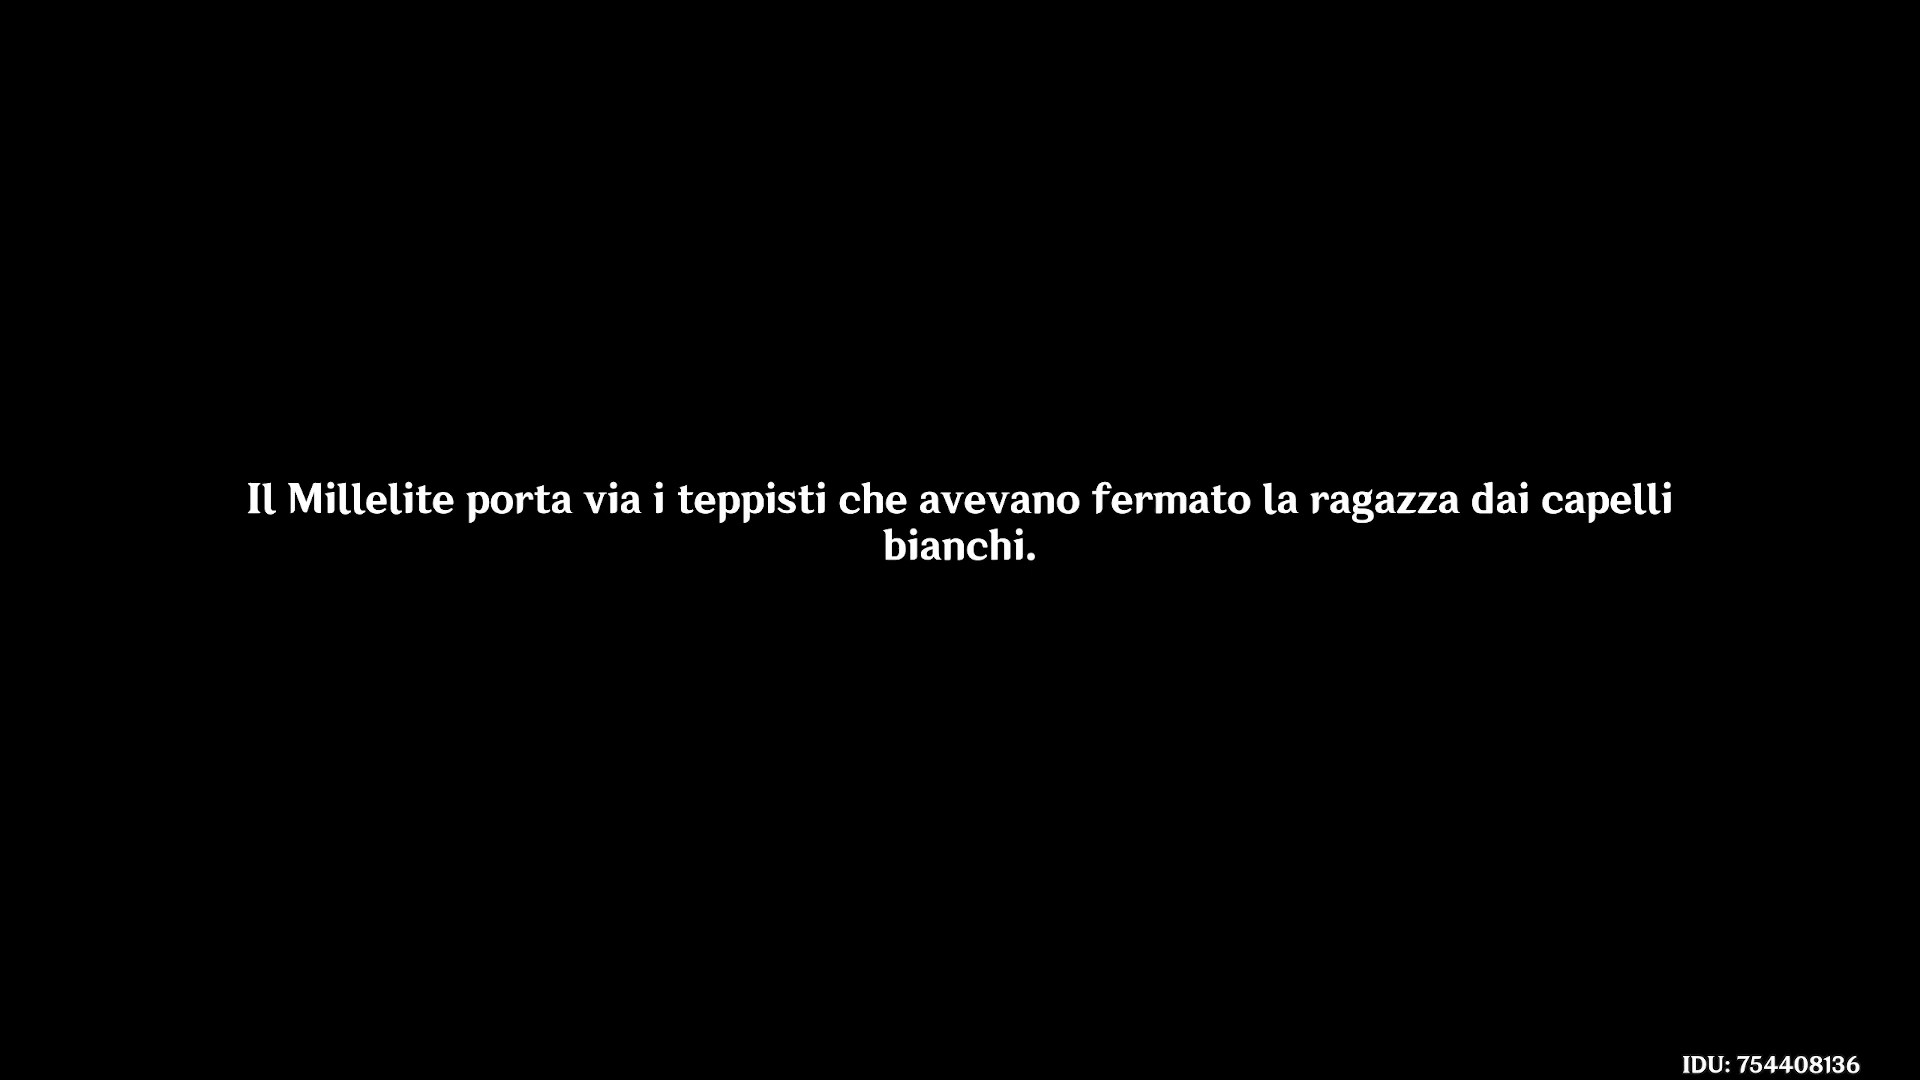 Il Millelite porta via i teppisti che avevano fermato la ragazza dai capelli
bianchi.
IDU: 754408136